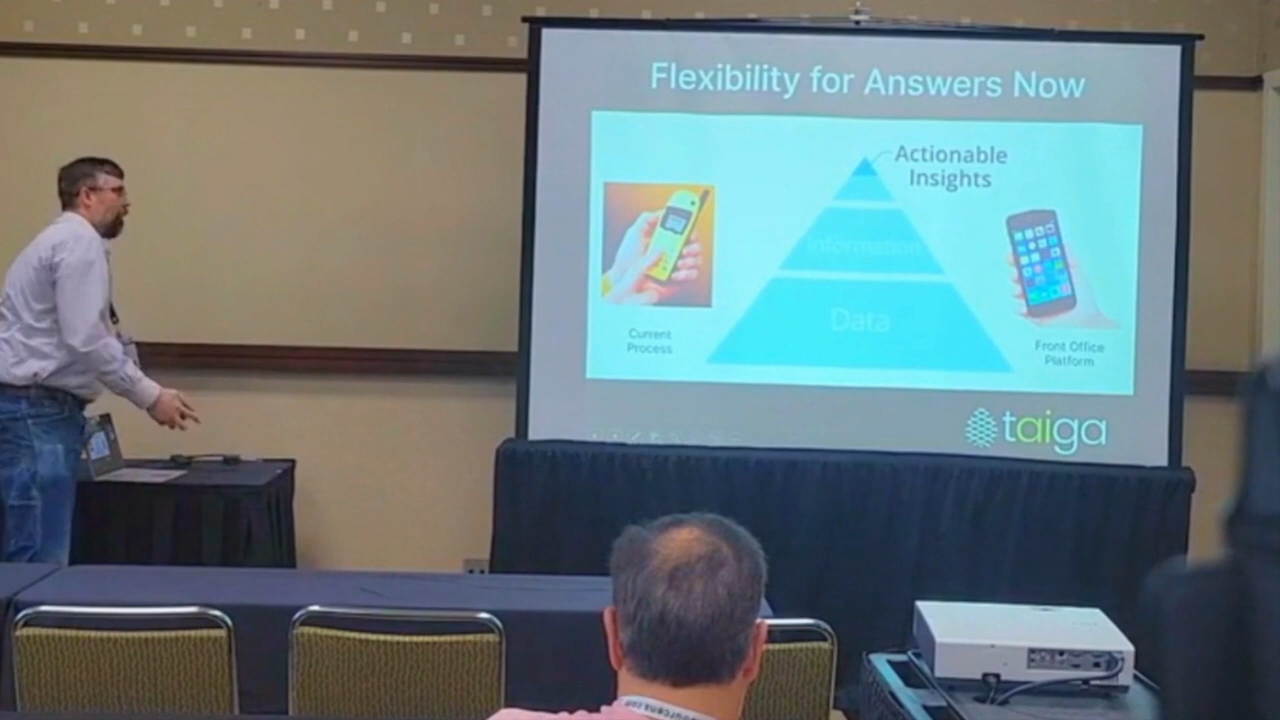 Flexibility for Answers Now
Actionable
Insights
Information
Data
Current
Process
Front Office
Platform
taiga